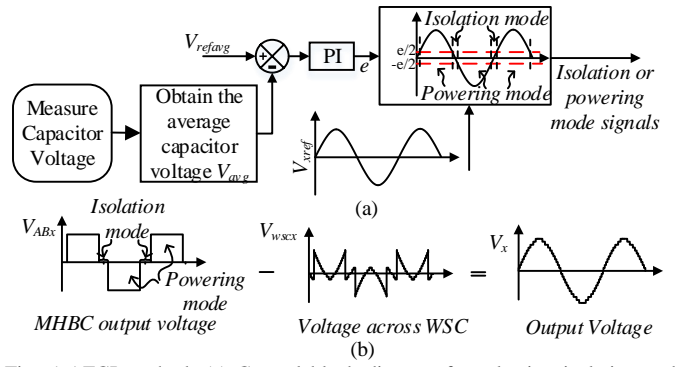 Isolation mode
V_refavg
PI
e
e/2
-e/2
Powering mode
Isolation or
powering
mode signals
Measure
Capacitor
Voltage
Obtain the
average
capacitor
voltage V_avg
V_xref
(a)
V_ABx
Isolation
mode
Powering
mode
MHBC output voltage
V_wscx
Voltage across WSC
V_x
Output Voltage
(b)